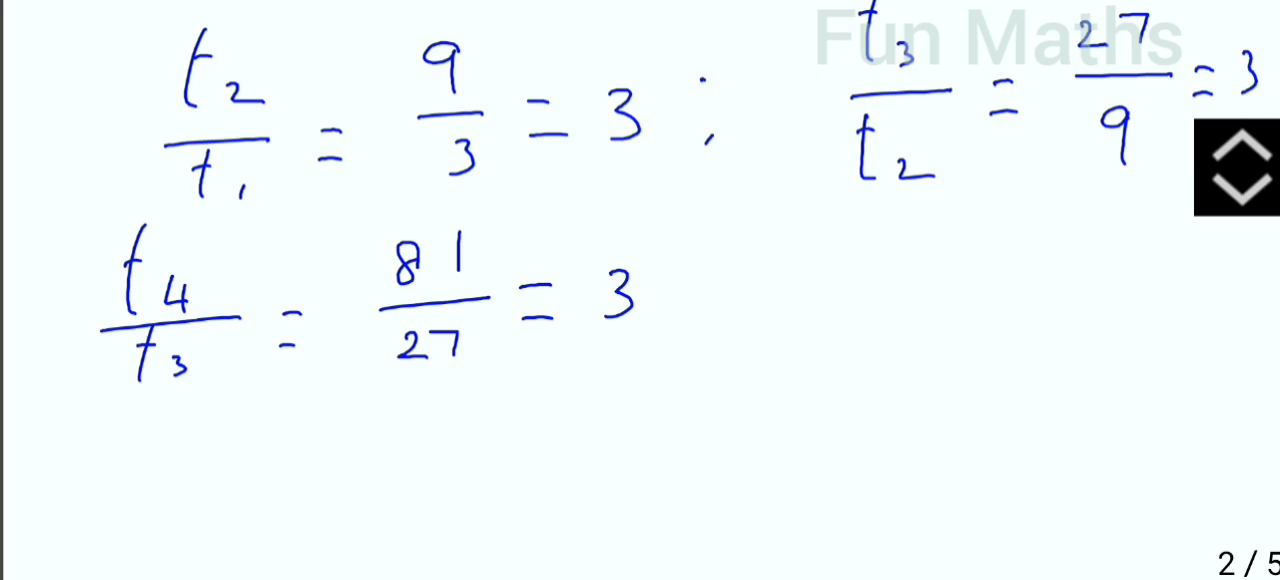 Fun Maths
t₂/t₁ = 9/3 = 3 ; t₃/t₂ = 27/9 = 3
t₄/t₃ = 81/27 = 3
2 / 5